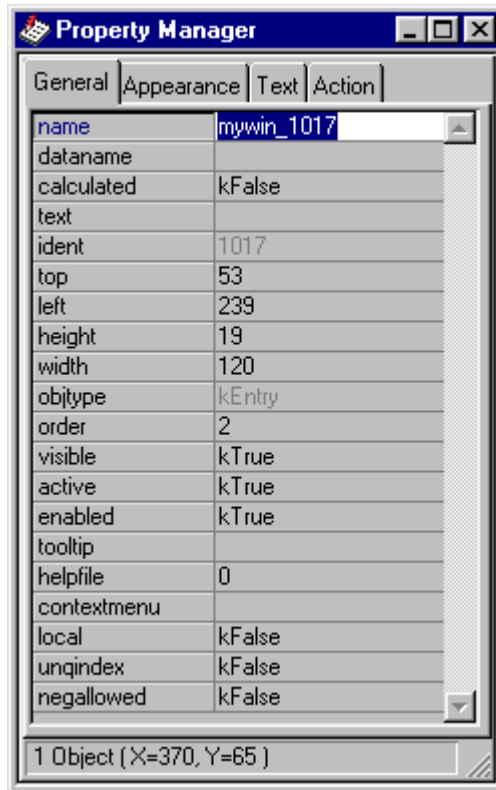 Property Manager
General Appearance Text Action
name mywin_1017
dataname
calculated kFalse
text
ident 1017
top 53
left 239
height 19
width 120
objtype kEntry
order 2
visible kTrue
active kTrue
enabled kTrue
tooltip
helpfile 0
contextmenu
local kFalse
unqindex kFalse
negallowed kFalse
1 Object ( X=370, Y=65 )